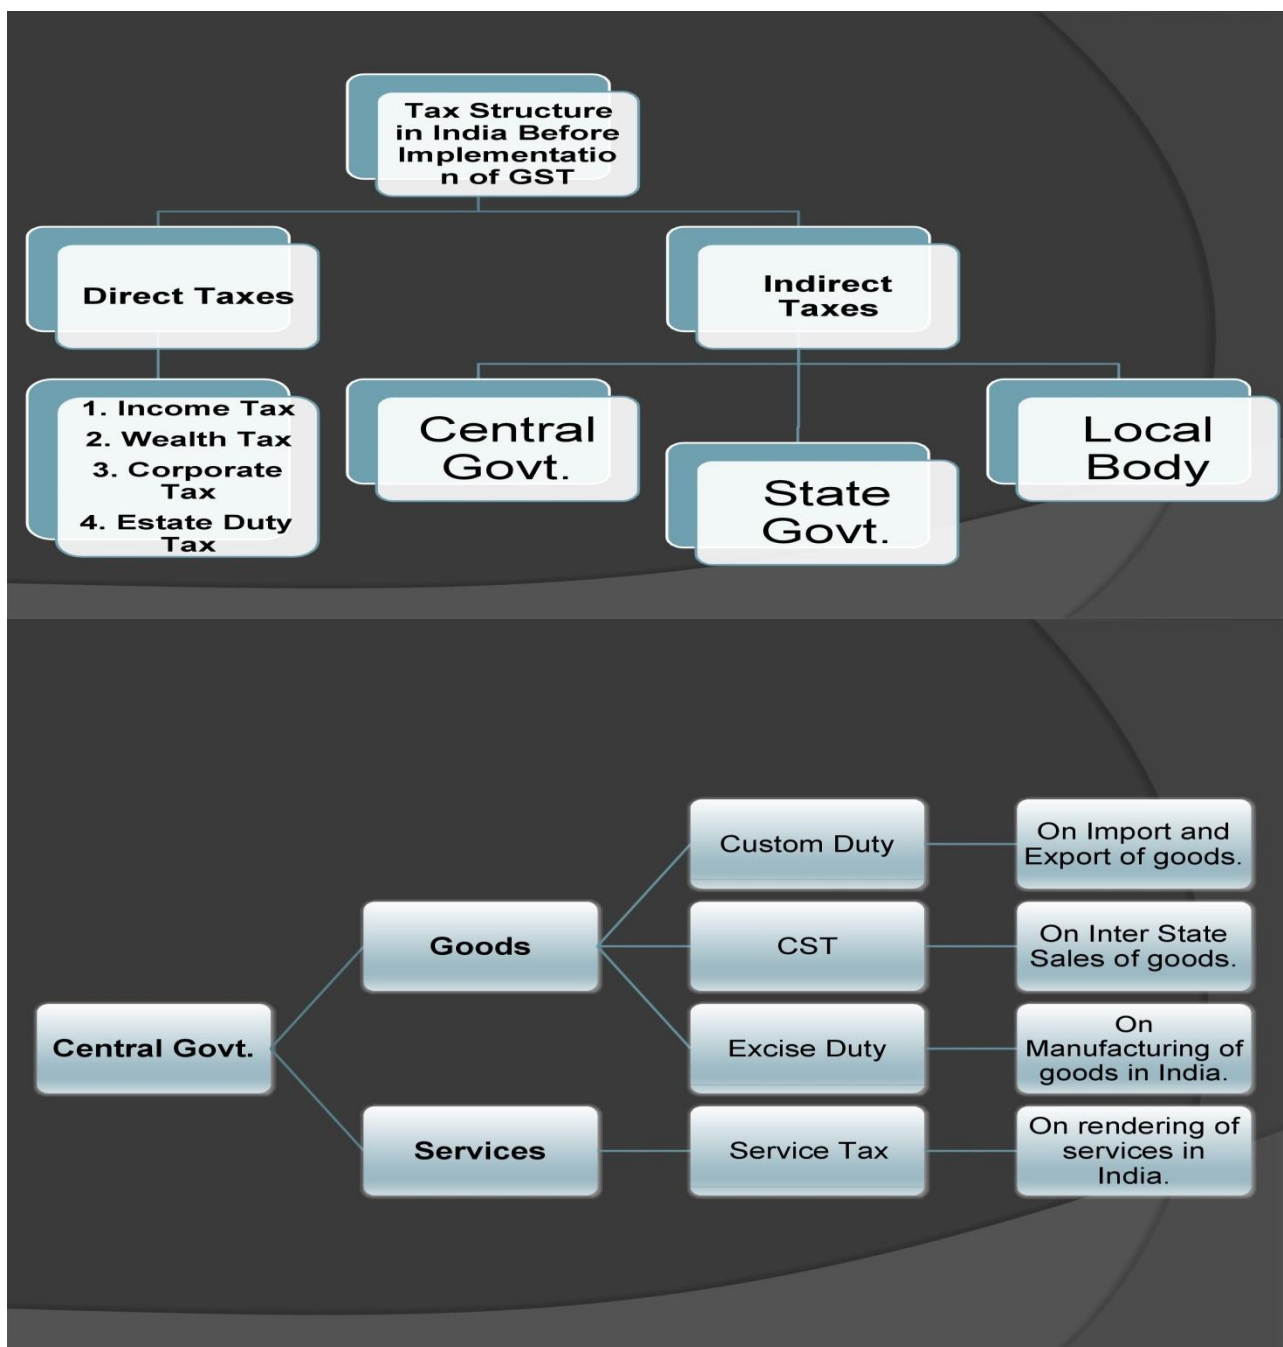 Tax Structure
in India Before
Implementatio
n of GST
Direct Taxes
Indirect
Taxes
1. Income Tax
2. Wealth Tax
3. Corporate
Tax
4. Estate Duty
Tax
Central
Govt.
State
Govt.
Local
Body
Central Govt.
Goods
Custom Duty
On Import and
Export of goods.
CST
On Inter State
Sales of goods.
Excise Duty
On
Manufacturing of
goods in India.
Services
Service Tax
On rendering of
services in
India.